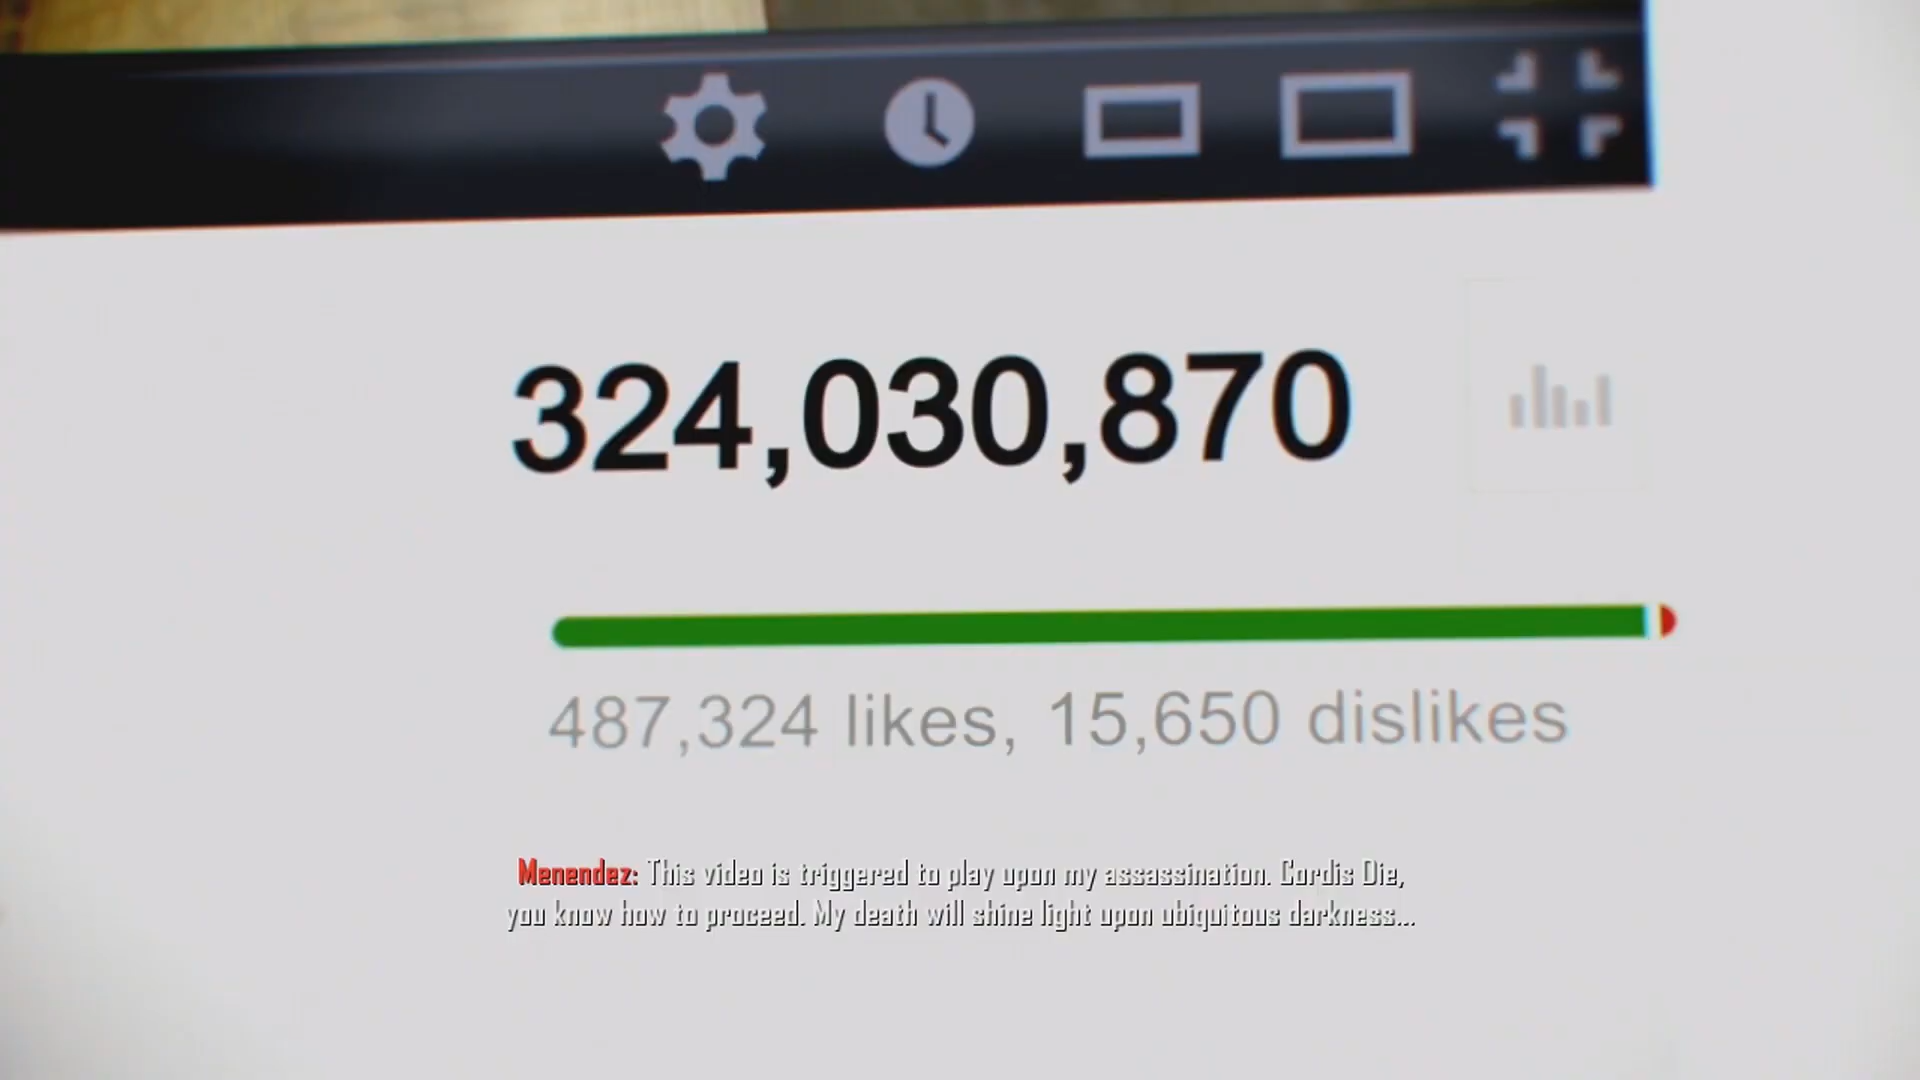 324,030,870
487,324 likes, 15,650 dislikes
Menendez: This video is triggered to play upon my assassination. Cordis Die,
you know how to proceed. My death will shine light upon ubiquitous darkness...